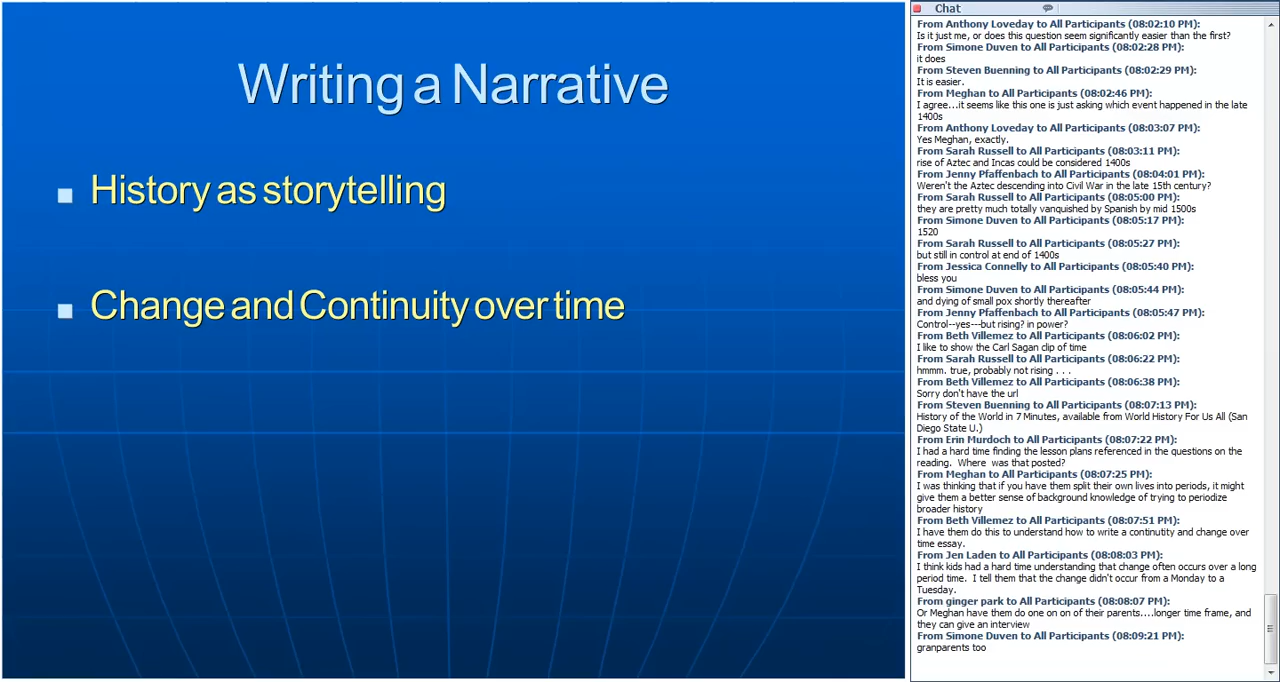 Writing a Narrative
History as storytelling
Change and Continuity over time
Chat
From Anthony Loveday to All Participants (08:02:10 PM):
Is it just me, or does this question seem significantly easier than the first?
From Simone Duven to All Participants (08:02:28 PM):
it does
From Steven Buenning to All Participants (08:02:29 PM):
It is easier.
From Meghan to All Participants (08:02:46 PM):
I agree...it seems like this one is just asking which event happened in the late
1400s
From Anthony Loveday to All Participants (08:03:07 PM):
Yes Meghan, exactly.
From Sarah Russell to All Participants (08:03:11 PM):
rise of Aztec and Incas could be considered 1400s
From Jenny Pfaffenbach to All Participants (08:04:01 PM):
Weren't the Aztec descending into Civil War in the late 15th century?
From Sarah Russell to All Participants (08:05:00 PM):
they are pretty much totally vanquished by Spanish by mid 1500s
From Simone Duven to All Participants (08:05:17 PM):
1520
From Sarah Russell to All Participants (08:05:27 PM):
but still in control at end of 1400s
From Jessica Connelly to All Participants (08:05:40 PM):
bless you
From Simone Duven to All Participants (08:05:44 PM):
and dying of small pox shortly thereafter
From Jenny Pfaffenbach to All Participants (08:05:47 PM):
Control--yes---but rising? in power?
From Beth Villemez to All Participants (08:06:02 PM):
I like to show the Carl Sagan clip of time
From Sarah Russell to All Participants (08:06:22 PM):
hmmm. true, probably not rising . . .
From Beth Villemez to All Participants (08:06:38 PM):
Sorry don't have the url
From Steven Buenning to All Participants (08:07:13 PM):
History of the World in 7 Minutes, available from World History For Us All (San
Diego State U.)
From Erin Murdoch to All Participants (08:07:22 PM):
I had a hard time finding the lesson plans referenced in the questions on the
reading.  Where  was that posted?
From Meghan to All Participants (08:07:25 PM):
I was thinking that if you have them split their own lives into periods, it might
give them a better sense of background knowledge of trying to periodize
broader history
From Beth Villemez to All Participants (08:07:51 PM):
I have them do this to understand how to write a continutity and change over
time essay.
From Jen Laden to All Participants (08:08:03 PM):
I think kids had a hard time understanding that change often occurs over a long
period time.  I tell them that the change didn't occur from a Monday to a
Tuesday.
From ginger park to All Participants (08:08:07 PM):
Or Meghan have them do one on on of their parents....longer time frame, and
they can give an interview
From Simone Duven to All Participants (08:09:21 PM):
granparents too